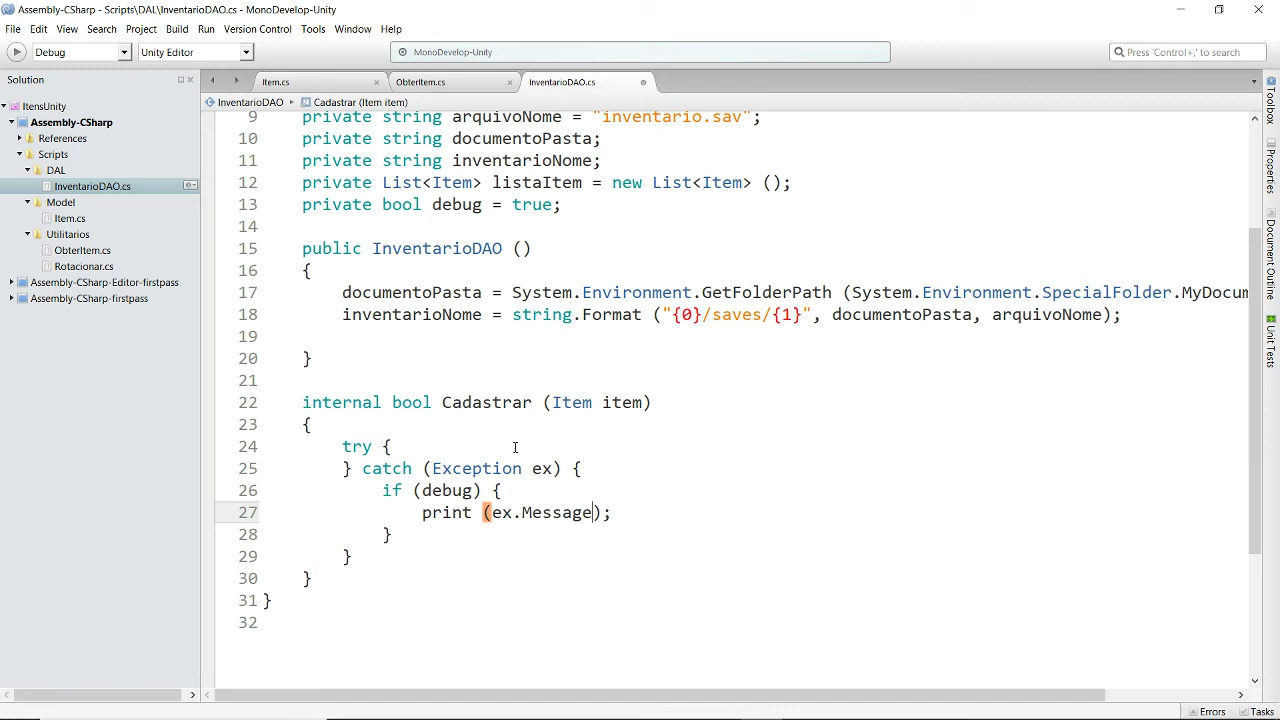 Assembly-CSharp - Scripts\DAL\InventarioDAO.cs - MonoDevelop-Unity
File Edit View Search Project Build Run Version Control Tools Window Help
Debug Unity Editor MonoDevelop-Unity Press 'Control+,' to search
Solution
Item.cs ObterItem.cs InventarioDAO.cs
InventarioDAO Cadastrar (Item item)
ItensUnity
Assembly-CSharp
References
Scripts
DAL
InventarioDAO.cs
Model
Item.cs
Utilitarios
ObterItem.cs
Rotacionar.cs
Assembly-CSharp-Editor-firstpass
Assembly-CSharp-firstpass
9 private string arquivoNome = "inventario.sav";
10 private string documentoPasta;
11 private string inventarioNome;
12 private List<Item> listaItem = new List<Item> ();
13 private bool debug = true;
14
15 public InventarioDAO ()
16 {
17 documentoPasta = System.Environment.GetFolderPath (System.Environment.SpecialFolder.MyDocum
18 inventarioNome = string.Format ("{0}/saves/{1}", documentoPasta, arquivoNome);
19
20 }
21
22 internal bool Cadastrar (Item item)
23 {
24 try {
25 } catch (Exception ex) {
26 if (debug) {
27 print (ex.Message);
28 }
29 }
30 }
31 }
32
Toolbox
Properties
Document Outline
Unit Tests
Errors Tasks